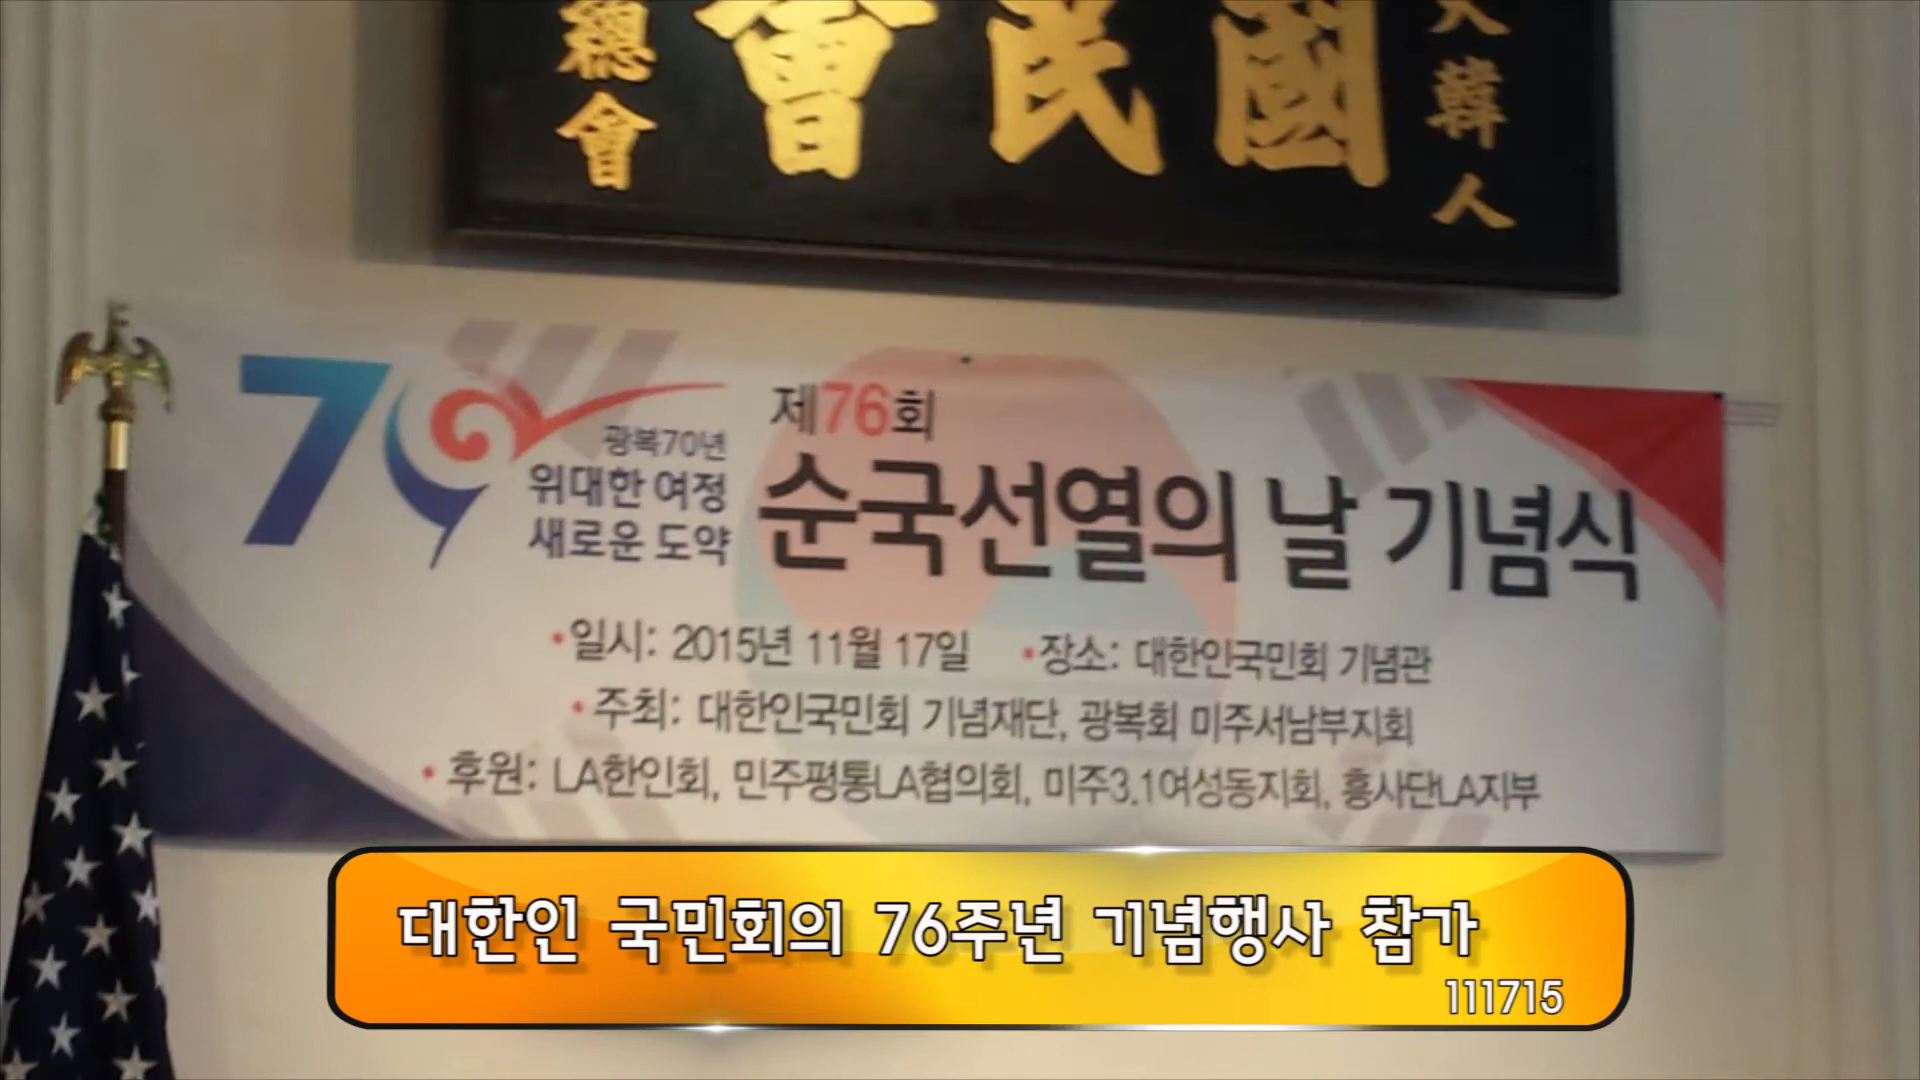 大韓人
國民會
總會
광복70년
위대한 여정
새로운 도약
제76회
순국선열의 날 기념식
•일시: 2015년 11월 17일 •장소: 대한인국민회 기념관
•주최: 대한인국민회 기념재단, 광복회 미주서남부지회
•후원: LA한인회, 민주평통LA협의회, 미주3.1여성동지회, 흥사단LA지부
대한인 국민회의 76주년 기념행사 참가
111715